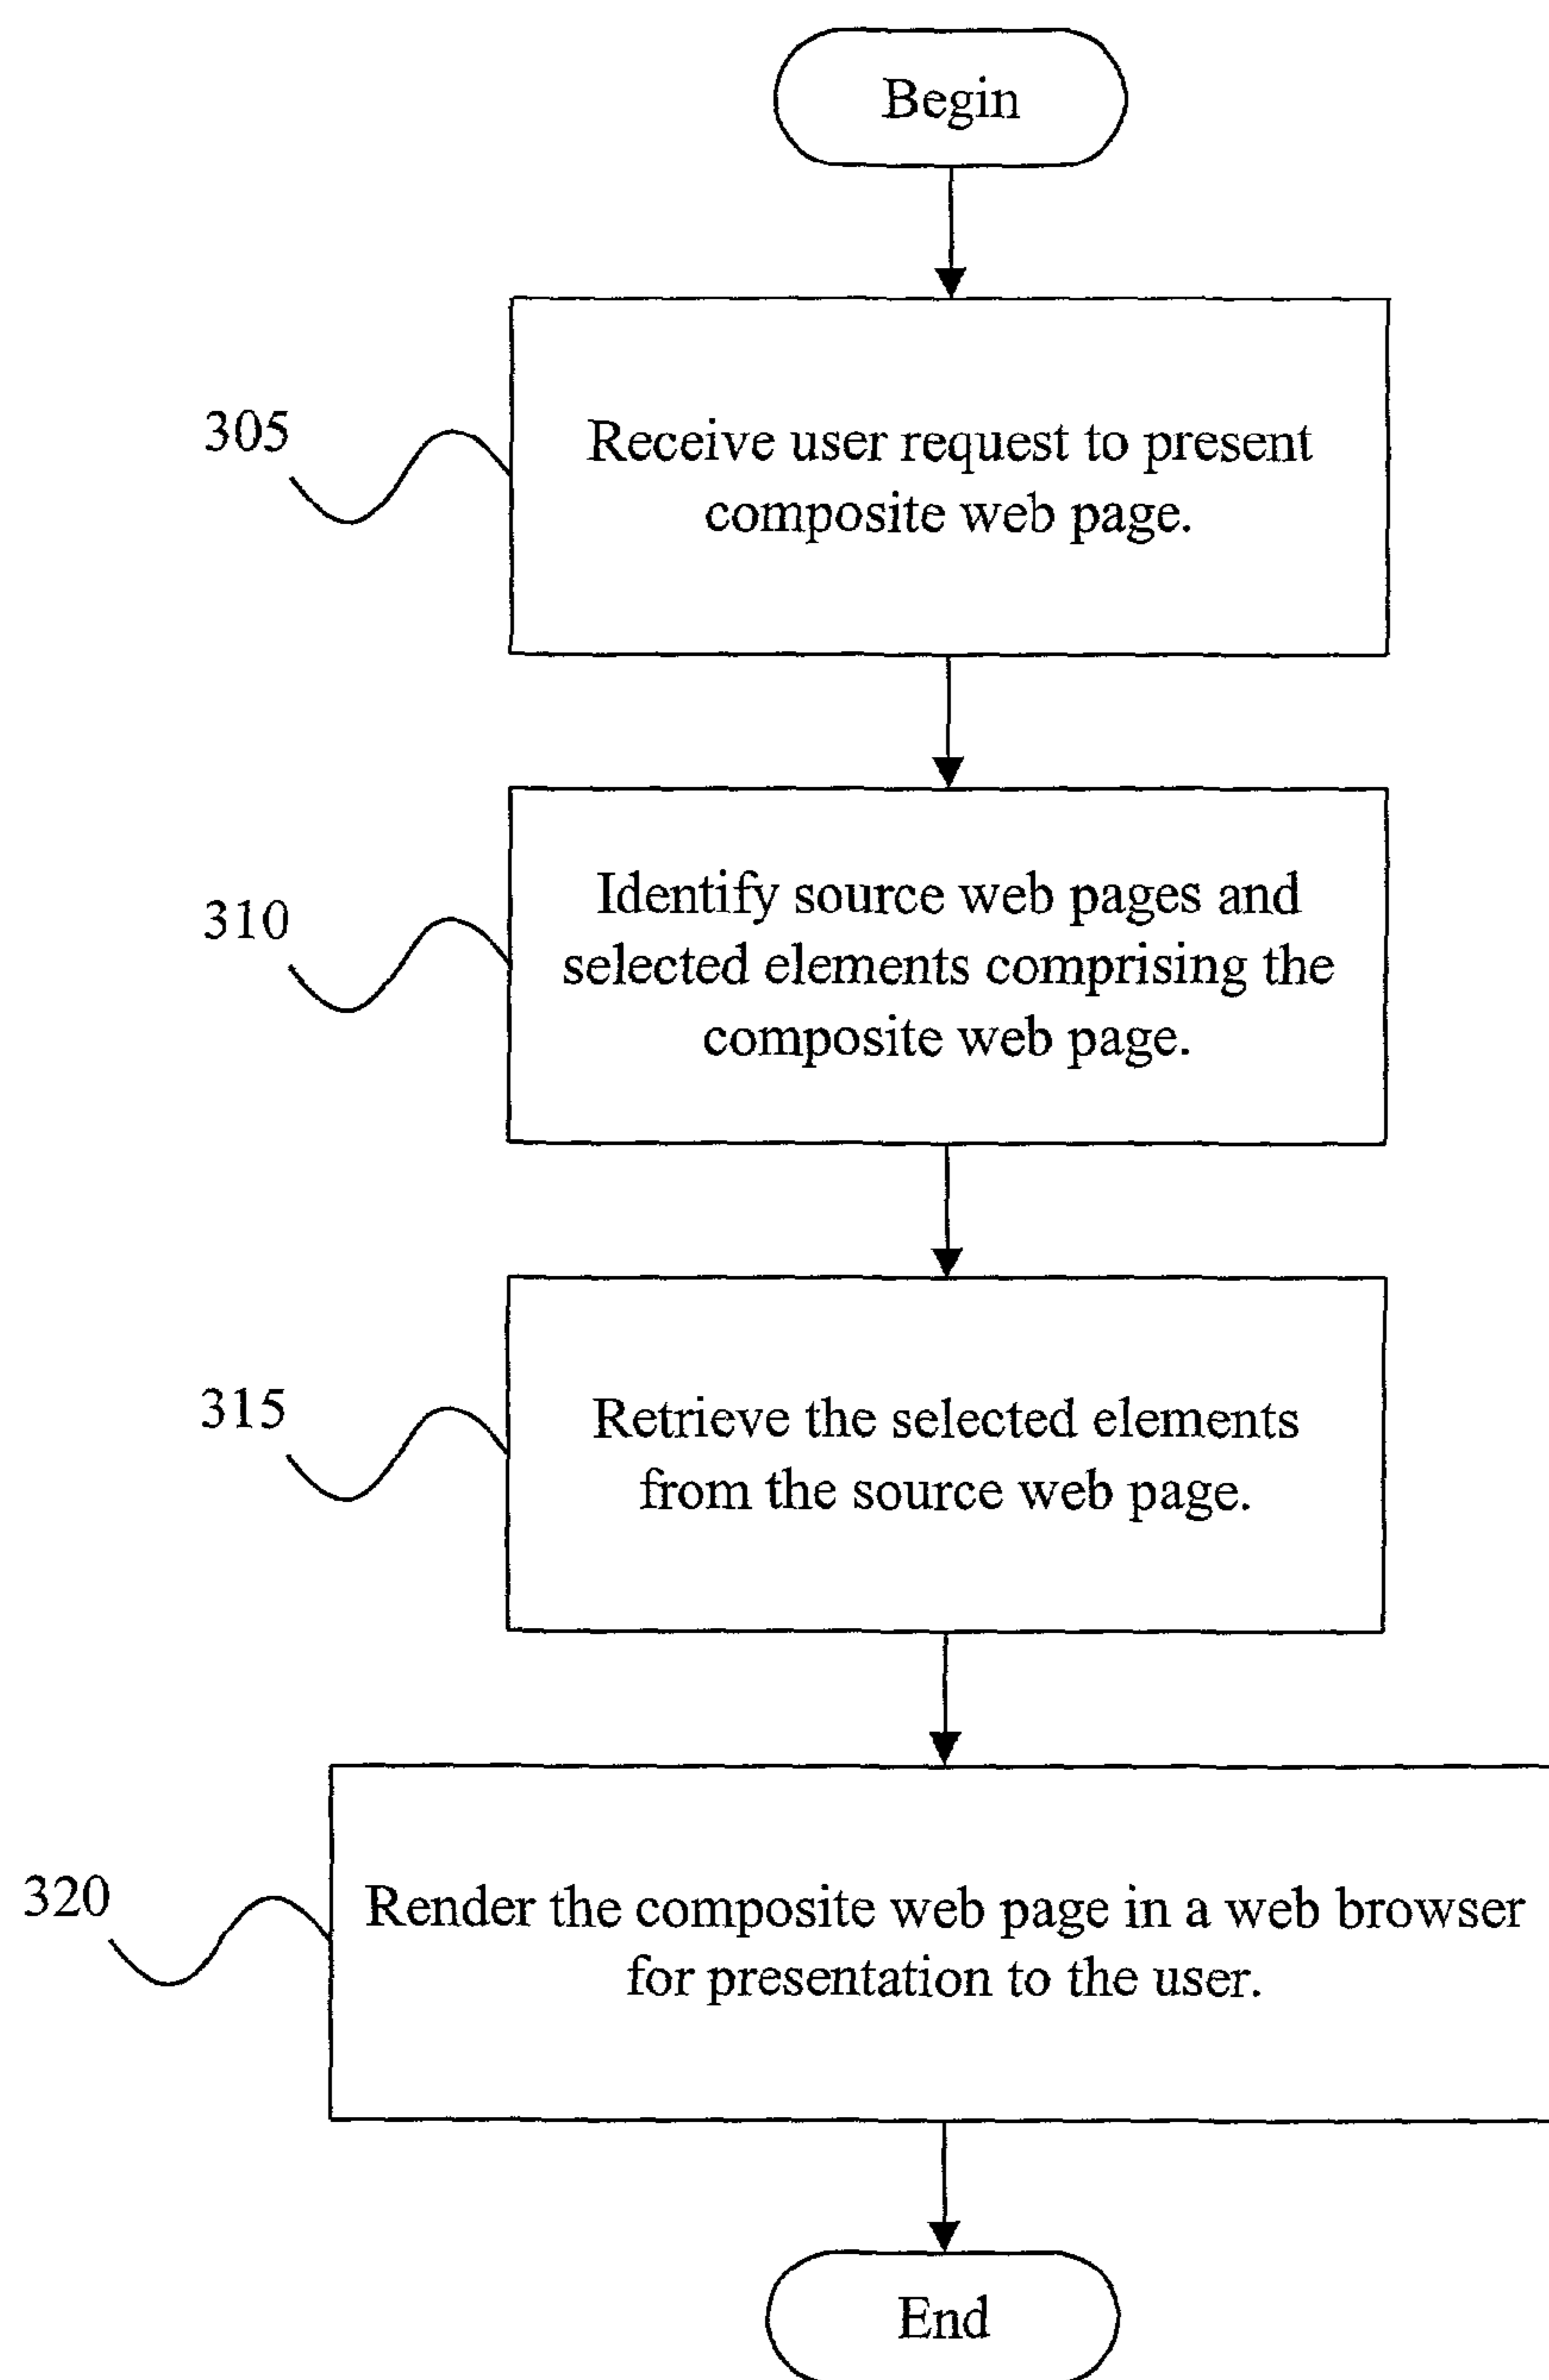 Begin
305
Receive user request to present
composite web page.
310
Identify source web pages and
selected elements comprising the
composite web page.
315
Retrieve the selected elements
from the source web page.
320
Render the composite web page in a web browser
for presentation to the user.
End